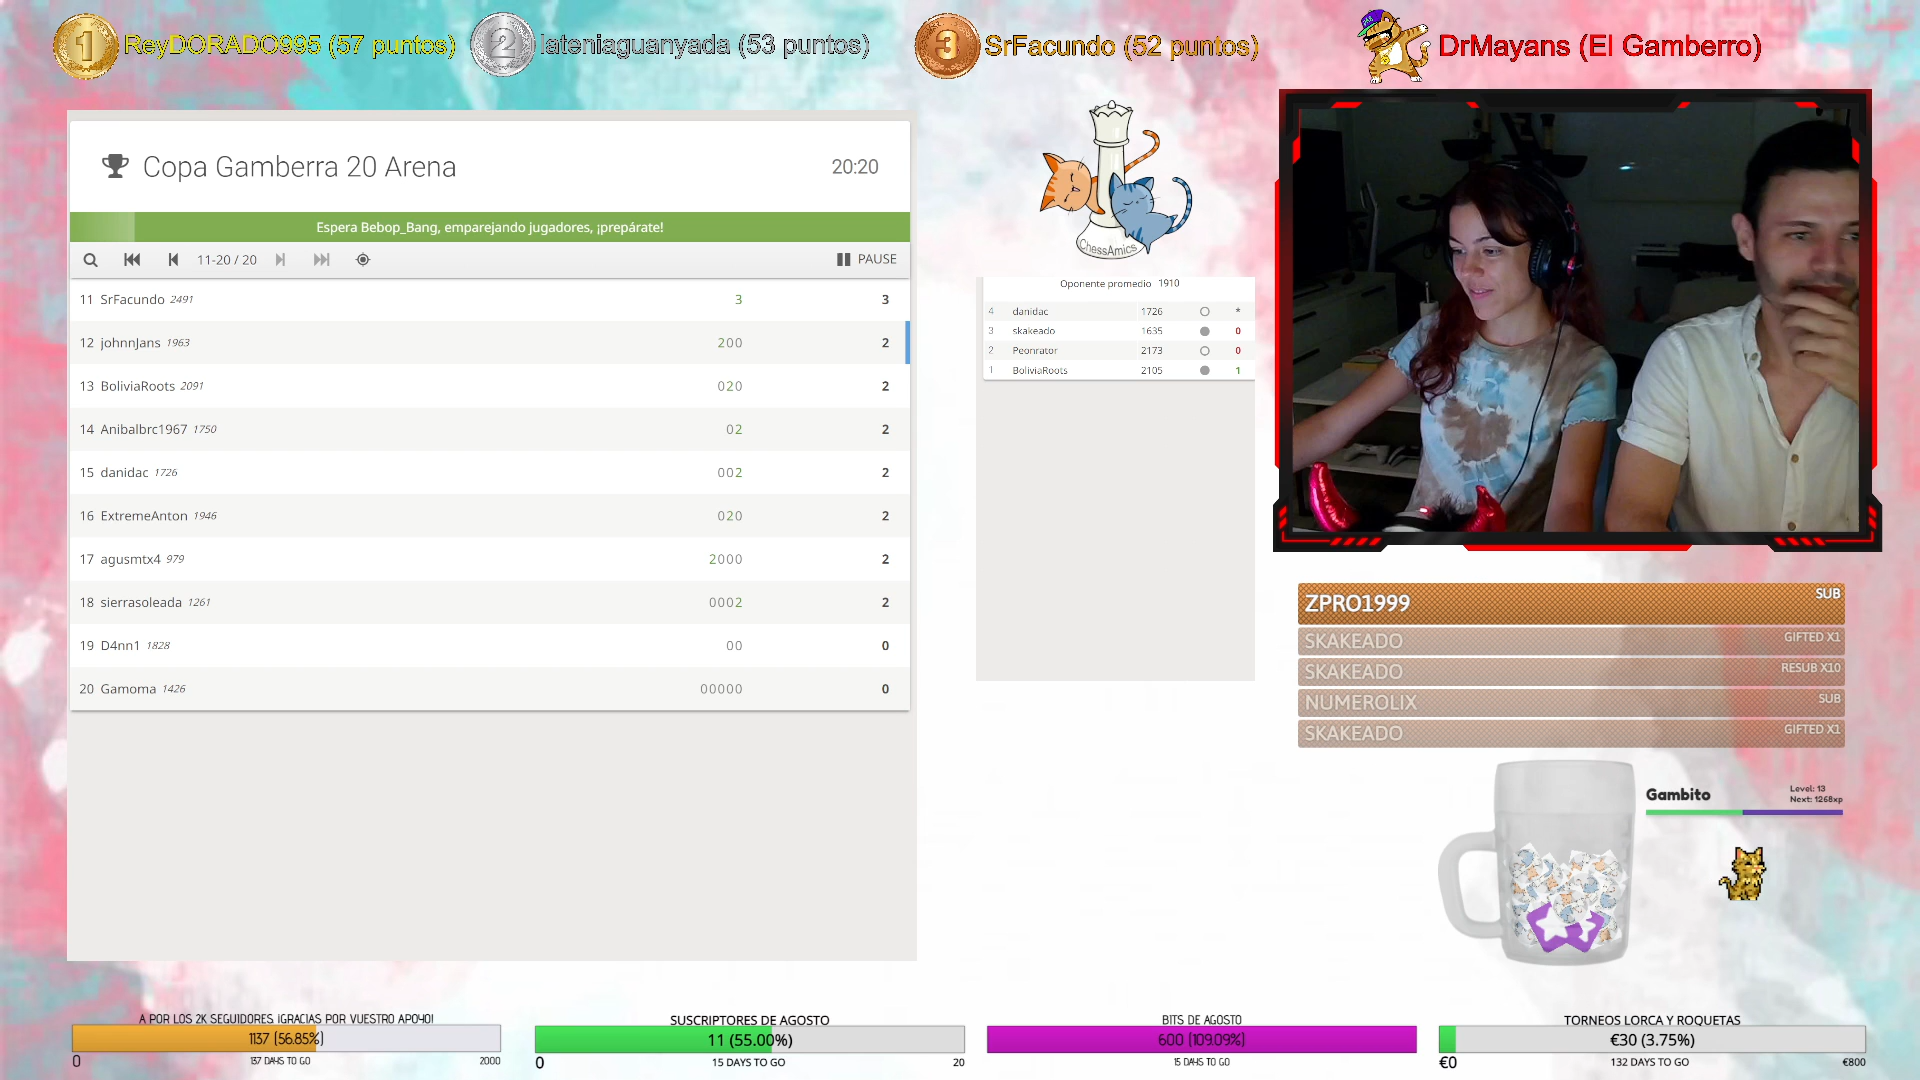 ReyDORADO995 (57 puntos)
lateniaguanyada (53 puntos)
SrFacundo (52 puntos)
DrMayans (El Gamberro)
Copa Gamberra 20 Arena
20:20
Espera Bebop_Bang, emparejando jugadores, ¡prepárate!
11-20 / 20
PAUSE
11 SrFacundo 2491 3 3
12 johnnJans 1963 200 2
13 BoliviaRoots 2091 020 2
14 Anibalbrc1967 1750 02 2
15 danidac 1726 002 2
16 ExtremeAnton 1946 020 2
17 agusmtx4 979 2000 2
18 sierrasoleada 1261 0002 2
19 D4nn1 1828 00 0
20 Gamoma 1426 00000 0
ChessAmics
Oponente promedio 1910
4 danidac 1726 *
3 skakeado 1635 0
2 Peonrator 2173 0
1 BoliviaRoots 2105 1
ZPRO1999 SUB
SKAKEADO GIFTED X1
SKAKEADO RESUB X10
NUMEROLIX SUB
SKAKEADO GIFTED X1
Gambito
Level: 13
Next: 1268xp
A POR LOS 2K SEGUIDORES ¡GRACIAS POR VUESTRO APOYO!
1137 (56.85%)
0 137 DAYS TO GO 2000
SUSCRIPTORES DE AGOSTO
11 (55.00%)
0 15 DAYS TO GO 20
BITS DE AGOSTO
600 (109.09%)
15 DAYS TO GO
TORNEOS LORCA Y ROQUETAS
€30 (3.75%)
€0 132 DAYS TO GO €800